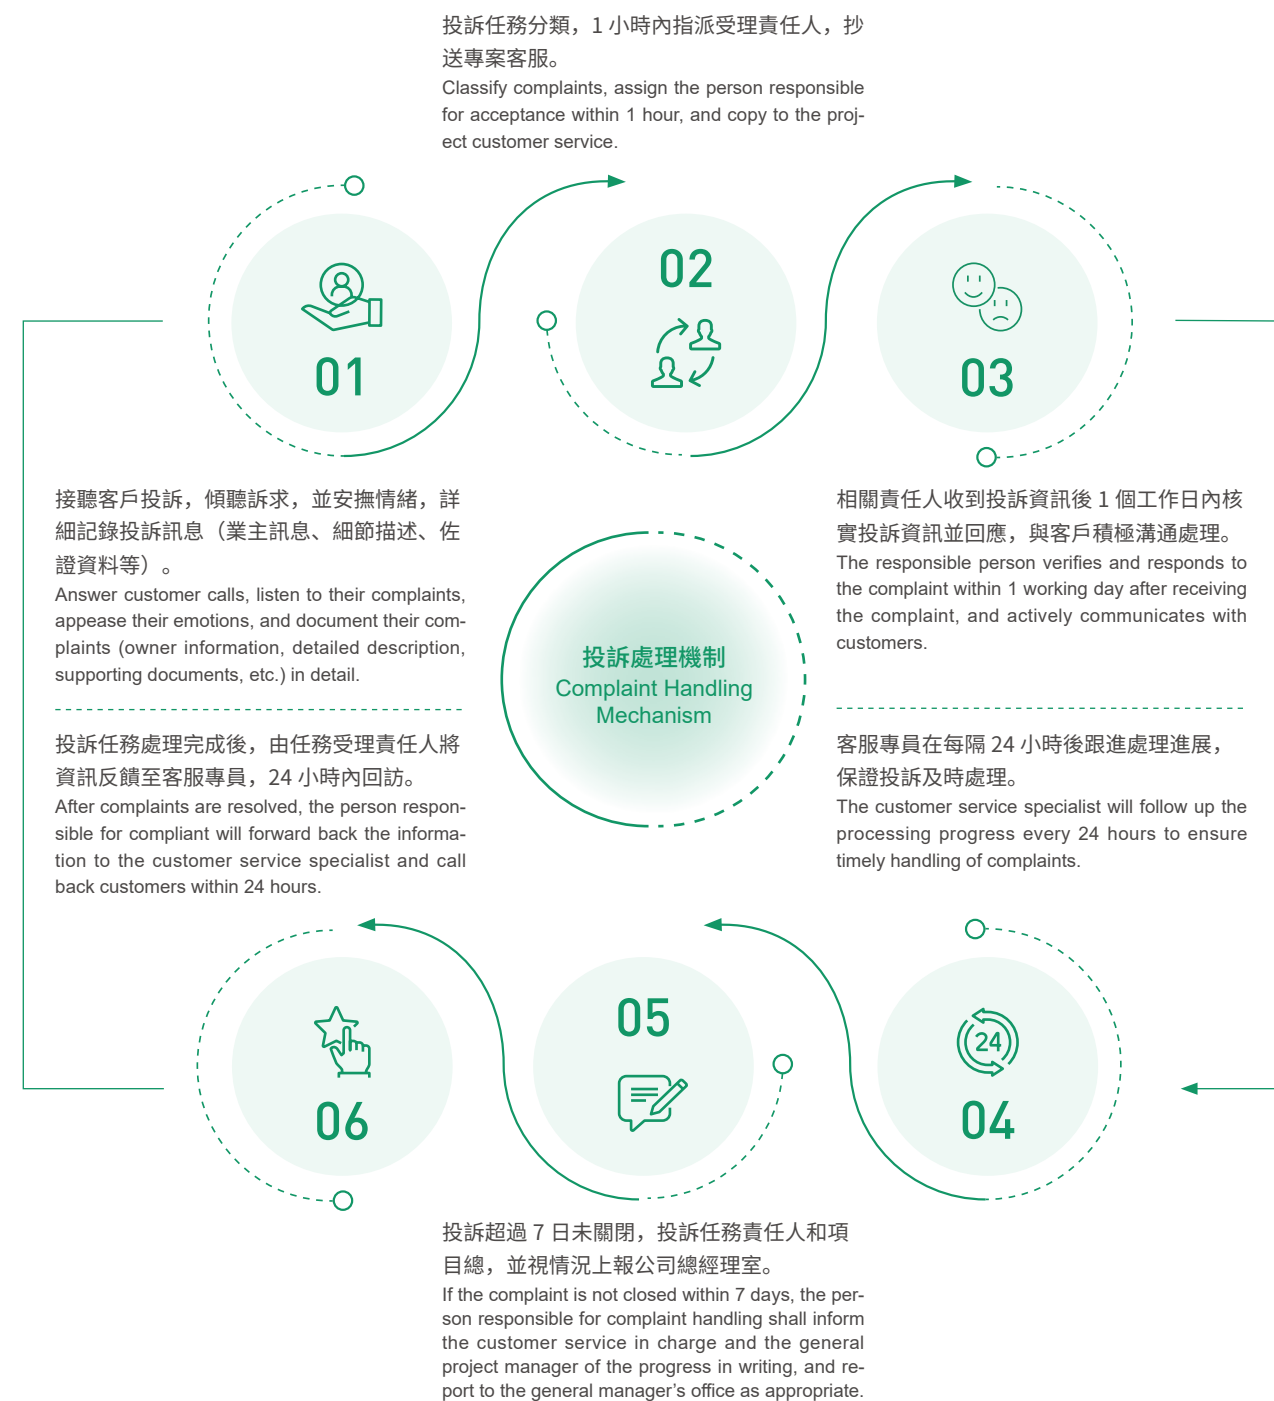 投訴任務分類，1 小時內指派受理責任人，抄
送專案客服。
Classify complaints, assign the person responsible
for acceptance within 1 hour, and copy to the proj-
ect customer service.
01
02
03
接聽客戶投訴，傾聽訴求，並安撫情緒，詳
細記錄投訴訊息（業主訊息、細節描述、佐
證資料等）。
Answer customer calls, listen to their complaints,
appease their emotions, and document their com-
plaints (owner information, detailed description,
supporting documents, etc.) in detail.
相關責任人收到投訴資訊後 1 個工作日內核
實投訴資訊並回應，與客戶積極溝通處理。
The responsible person verifies and responds to
the complaint within 1 working day after receiving
the complaint, and actively communicates with
customers.
投訴處理機制
Complaint Handling
Mechanism
投訴任務處理完成後，由任務受理責任人將
資訊反饋至客服專員，24 小時內回訪。
After complaints are resolved, the person respon-
sible for compliant will forward back the informa-
tion to the customer service specialist and call
back customers within 24 hours.
客服專員在每隔 24 小時後跟進處理進展，
保證投訴及時處理。
The customer service specialist will follow up the
processing progress every 24 hours to ensure
timely handling of complaints.
06
05
24
04
投訴超過 7 日未關閉，投訴任務責任人和項
目總，並視情況上報公司總經理室。
If the complaint is not closed within 7 days, the per-
son responsible for complaint handling shall inform
the customer service in charge and the general
project manager of the progress in writing, and re-
port to the general manager’s office as appropriate.